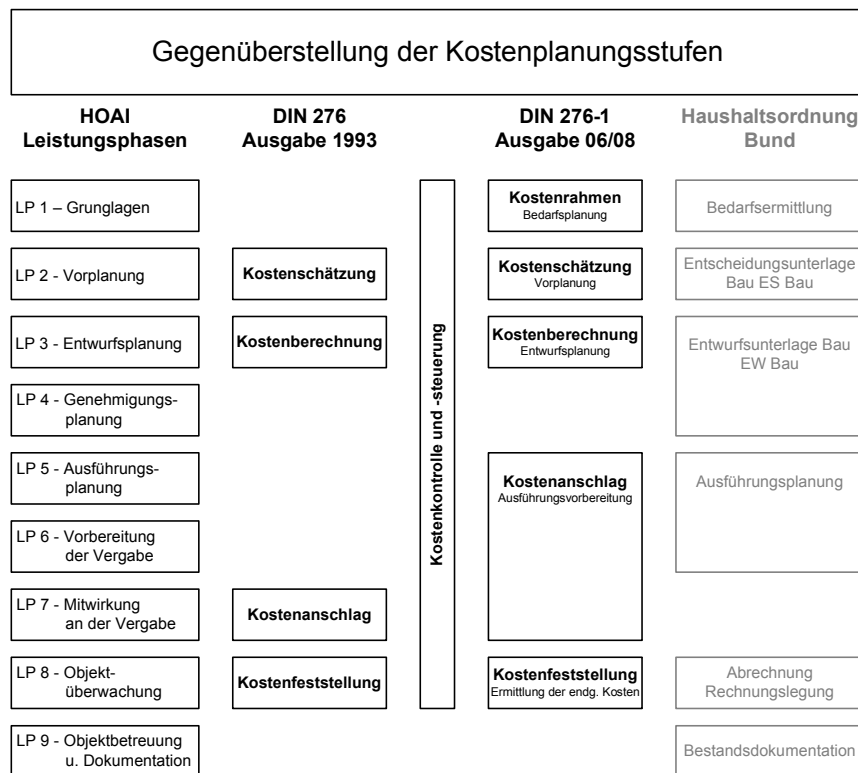 Gegenüberstellung der Kostenplanungsstufen
HOAI
Leistungsphasen
DIN 276
Ausgabe 1993
DIN 276-1
Ausgabe 06/08
Haushaltsordnung
Bund
LP 1 – Grunglagen
Kostenrahmen
Bedarfsplanung
Bedarfsermittlung
LP 2 - Vorplanung
Kostenschätzung
Kostenschätzung
Vorplanung
Entscheidungsunterlage
Bau ES Bau
LP 3 - Entwurfsplanung
Kostenberechnung
Kostenberechnung
Entwurfsplanung
Entwurfsunterlage Bau
EW Bau
Kostenkontrolle und -steuerung
LP 4 - Genehmigungs-
planung
LP 5 - Ausführungs-
planung
Kostenanschlag
Ausführungsvorbereitung
Ausführungsplanung
LP 6 - Vorbereitung
der Vergabe
LP 7 - Mitwirkung
an der Vergabe
Kostenanschlag
LP 8 - Objekt-
überwachung
Kostenfeststellung
Kostenfeststellung
Ermittlung der endg. Kosten
Abrechnung
Rechnungslegung
LP 9 - Objektbetreuung
u. Dokumentation
Bestandsdokumentation